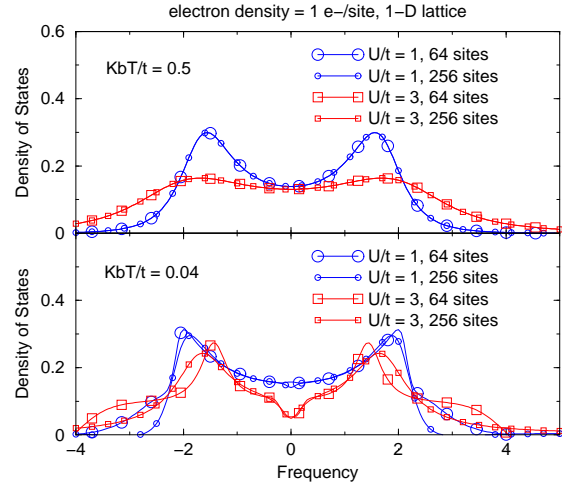 electron density = 1 e-/site, 1-D lattice
0.6
KbT/t = 0.5
U/t = 1, 64 sites
U/t = 1, 256 sites
U/t = 3, 64 sites
U/t = 3, 256 sites
0.4
Density of States
0.2
0
KbT/t = 0.04
U/t = 1, 64 sites
U/t = 1, 256 sites
U/t = 3, 64 sites
U/t = 3, 256 sites
0.4
Density of States
0.2
0
−4 −2 0 2 4
Frequency